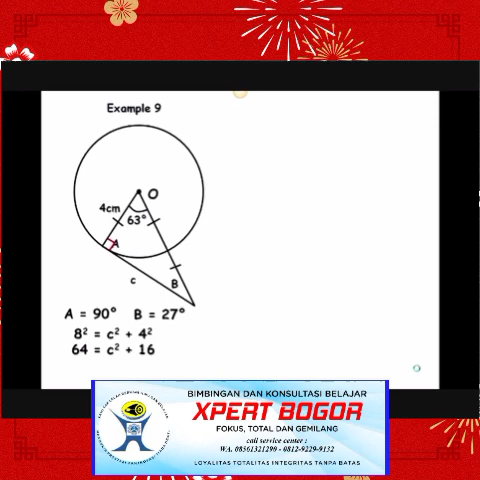 Example 9
O
4cm
63°
A
c
B
A = 90° B = 27°
8² = c² + 4²
64 = c² + 16
BIMBINGAN DAN KONSULTASI BELAJAR
XPERT BOGOR
FOKUS, TOTAL DAN GEMILANG
call service center :
WA. 08561321290 - 0812-9229-9132
LOYALITAS TOTALITAS INTEGRITAS TANPA BATAS